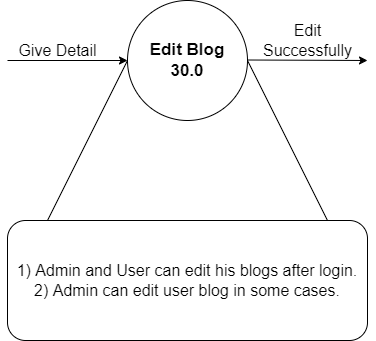 Give Detail
Edit Blog
30.0
Edit
Successfully
1) Admin and User can edit his blogs after login.
2) Admin can edit user blog in some cases.